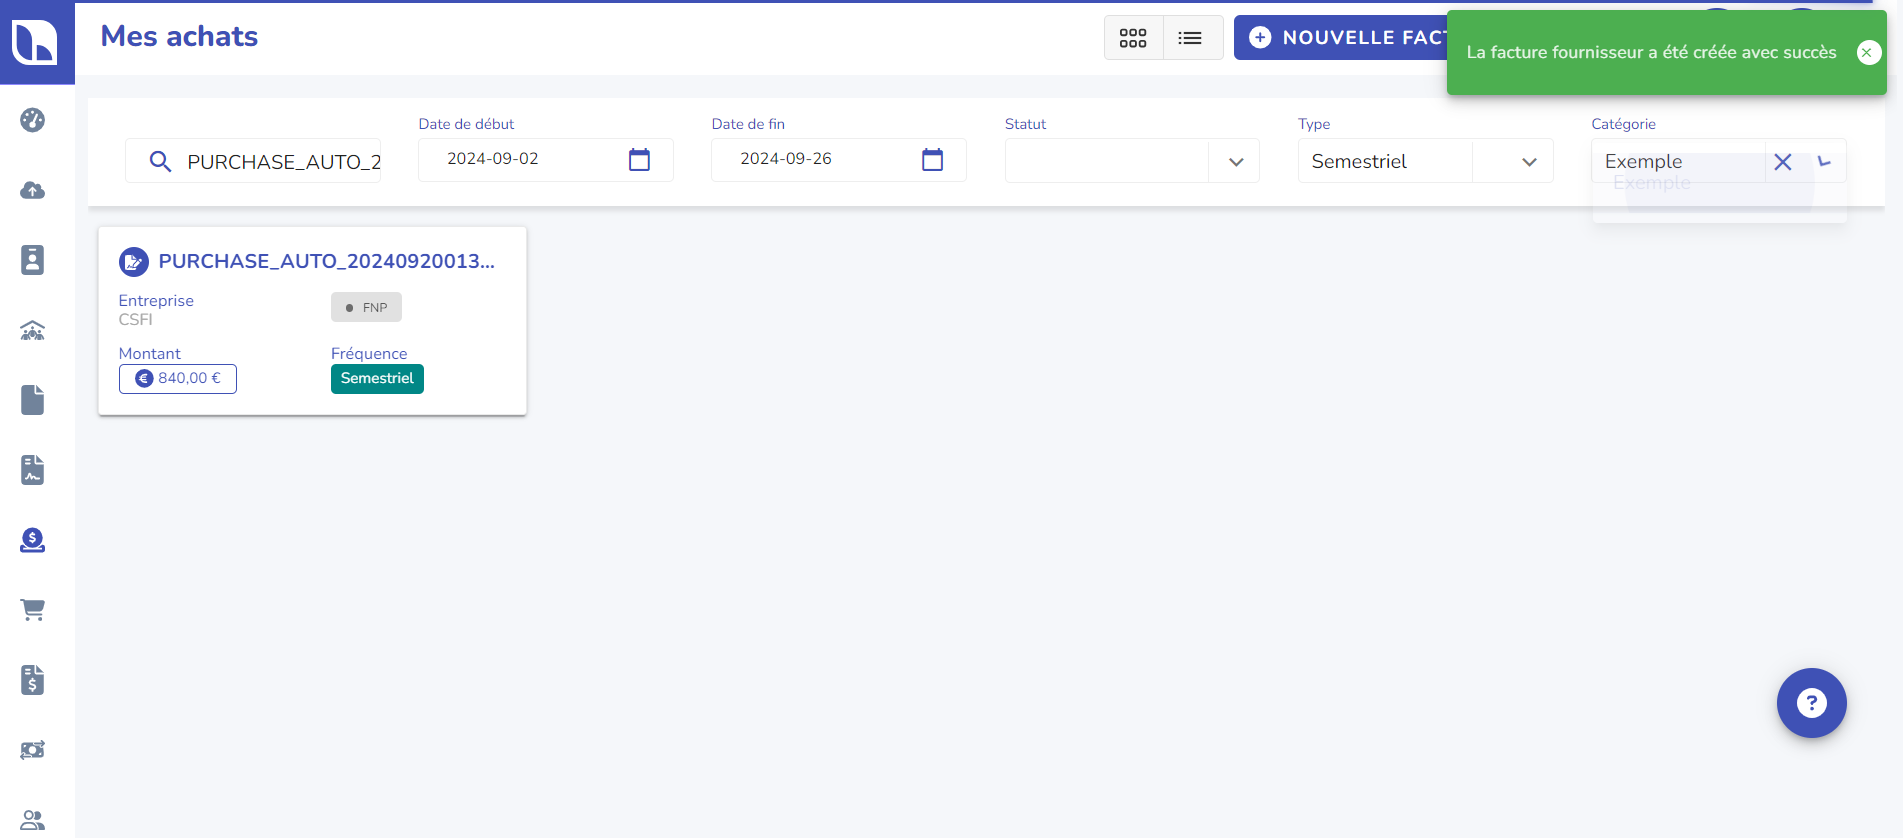 Mes achats
NOUVELLE FACT
La facture fournisseur a été créée avec succès
PURCHASE_AUTO_2
Date de début
2024-09-02
Date de fin
2024-09-26
Statut
Type
Semestriel
Catégorie
Exemple
Exemple
PURCHASE_AUTO_20240920013...
Entreprise
CSFI
FNP
Montant
€ 840,00 €
Fréquence
Semestriel